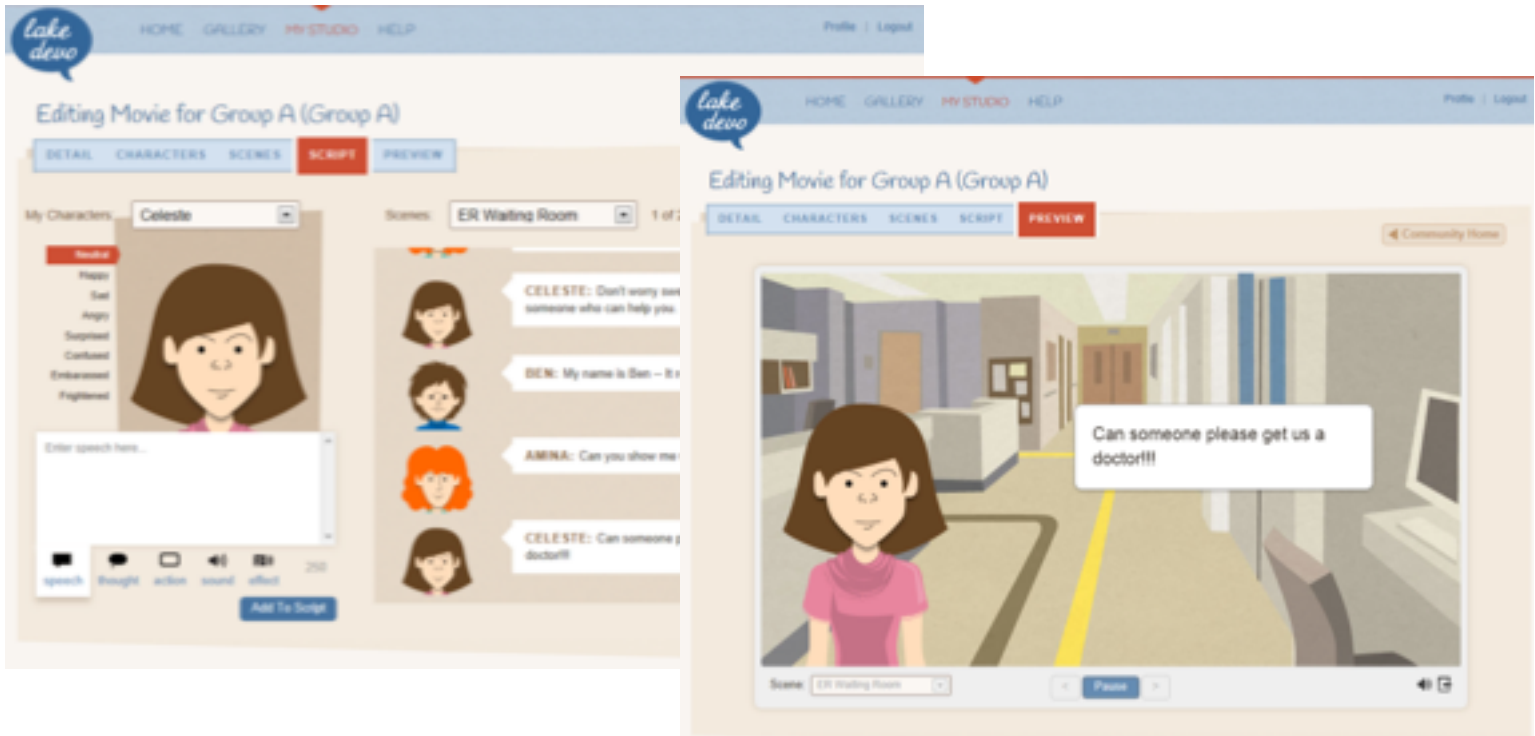 lake
devo
HOME GALLERY MY STUDIO HELP
Profile | Logout
Editing Movie for Group A (Group A)
DETAIL CHARACTERS SCENES SCRIPT PREVIEW
My Characters: Celeste
Scenes: ER Waiting Room
1 of 2
Neutral
Happy
Sad
Angry
Surprised
Confused
Embarassed
Frightened
Enter speech here...
speech thought action sound effect
250
Add To Script
CELESTE: Don't worry swe
someone who can help you.
BEN: My name is Ben -- It
AMINA: Can you show me
CELESTE: Can someone p
doctor!!!
lake
devo
HOME GALLERY MY STUDIO HELP
Profile | Logout
Editing Movie for Group A (Group A)
DETAIL CHARACTERS SCENES SCRIPT PREVIEW
Community Home
Can someone please get us a
doctor!!!
Scene: ER Waiting Room
< Pause >